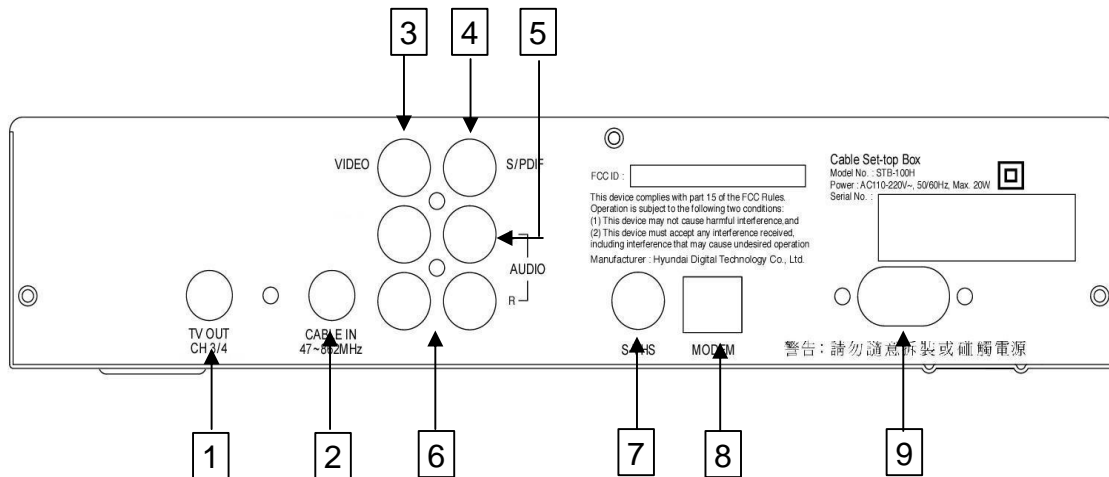 3
4
5
VIDEO
S/PDIF
FCC ID :
This device complies with part 15 of the FCC Rules.
Operation is subject to the following two conditions:
(1) This device may not cause harmful interference,and
(2) This device must accept any interference received,
including interference that may cause undesired operation
Manufacturer : Hyundai Digital Technology Co., Ltd.
Cable Set-top Box
Model No. : STB-100H
Power : AC110-220V~, 50/60Hz, Max. 20W
Serial No. :
AUDIO
R
TV OUT
CH 3/4
CABLE IN
47~862MHz
MODEM
警告：請勿隨意拆裝或碰觸電源
1
2
6
7
8
9